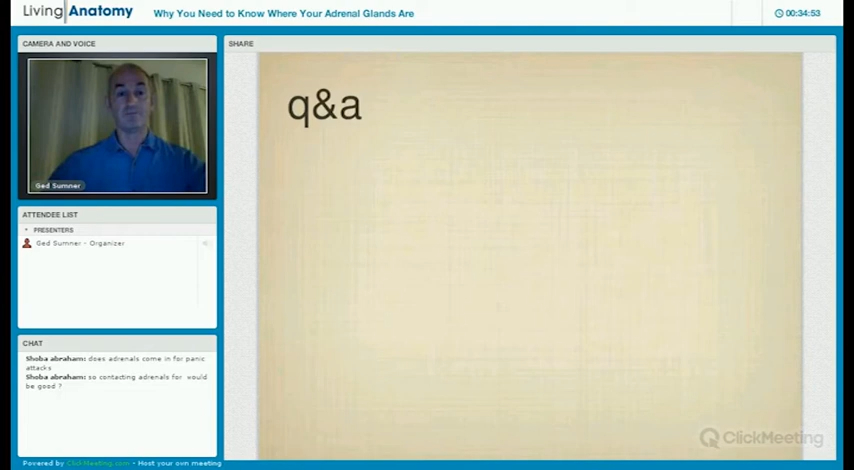 Living Anatomy
Why You Need to Know Where Your Adrenal Glands Are
00:34:53
CAMERA AND VOICE
Ged Sumner
ATTENDEE LIST
PRESENTERS
Ged Sumner - Organizer
CHAT
Shoba abraham: does adrenals come in for panic
attacks
Shoba abraham: so contacting adrenals for would
be good ?
SHARE
q&a
ClickMeeting
Powered by ClickMeeting.com - Host your own meeting